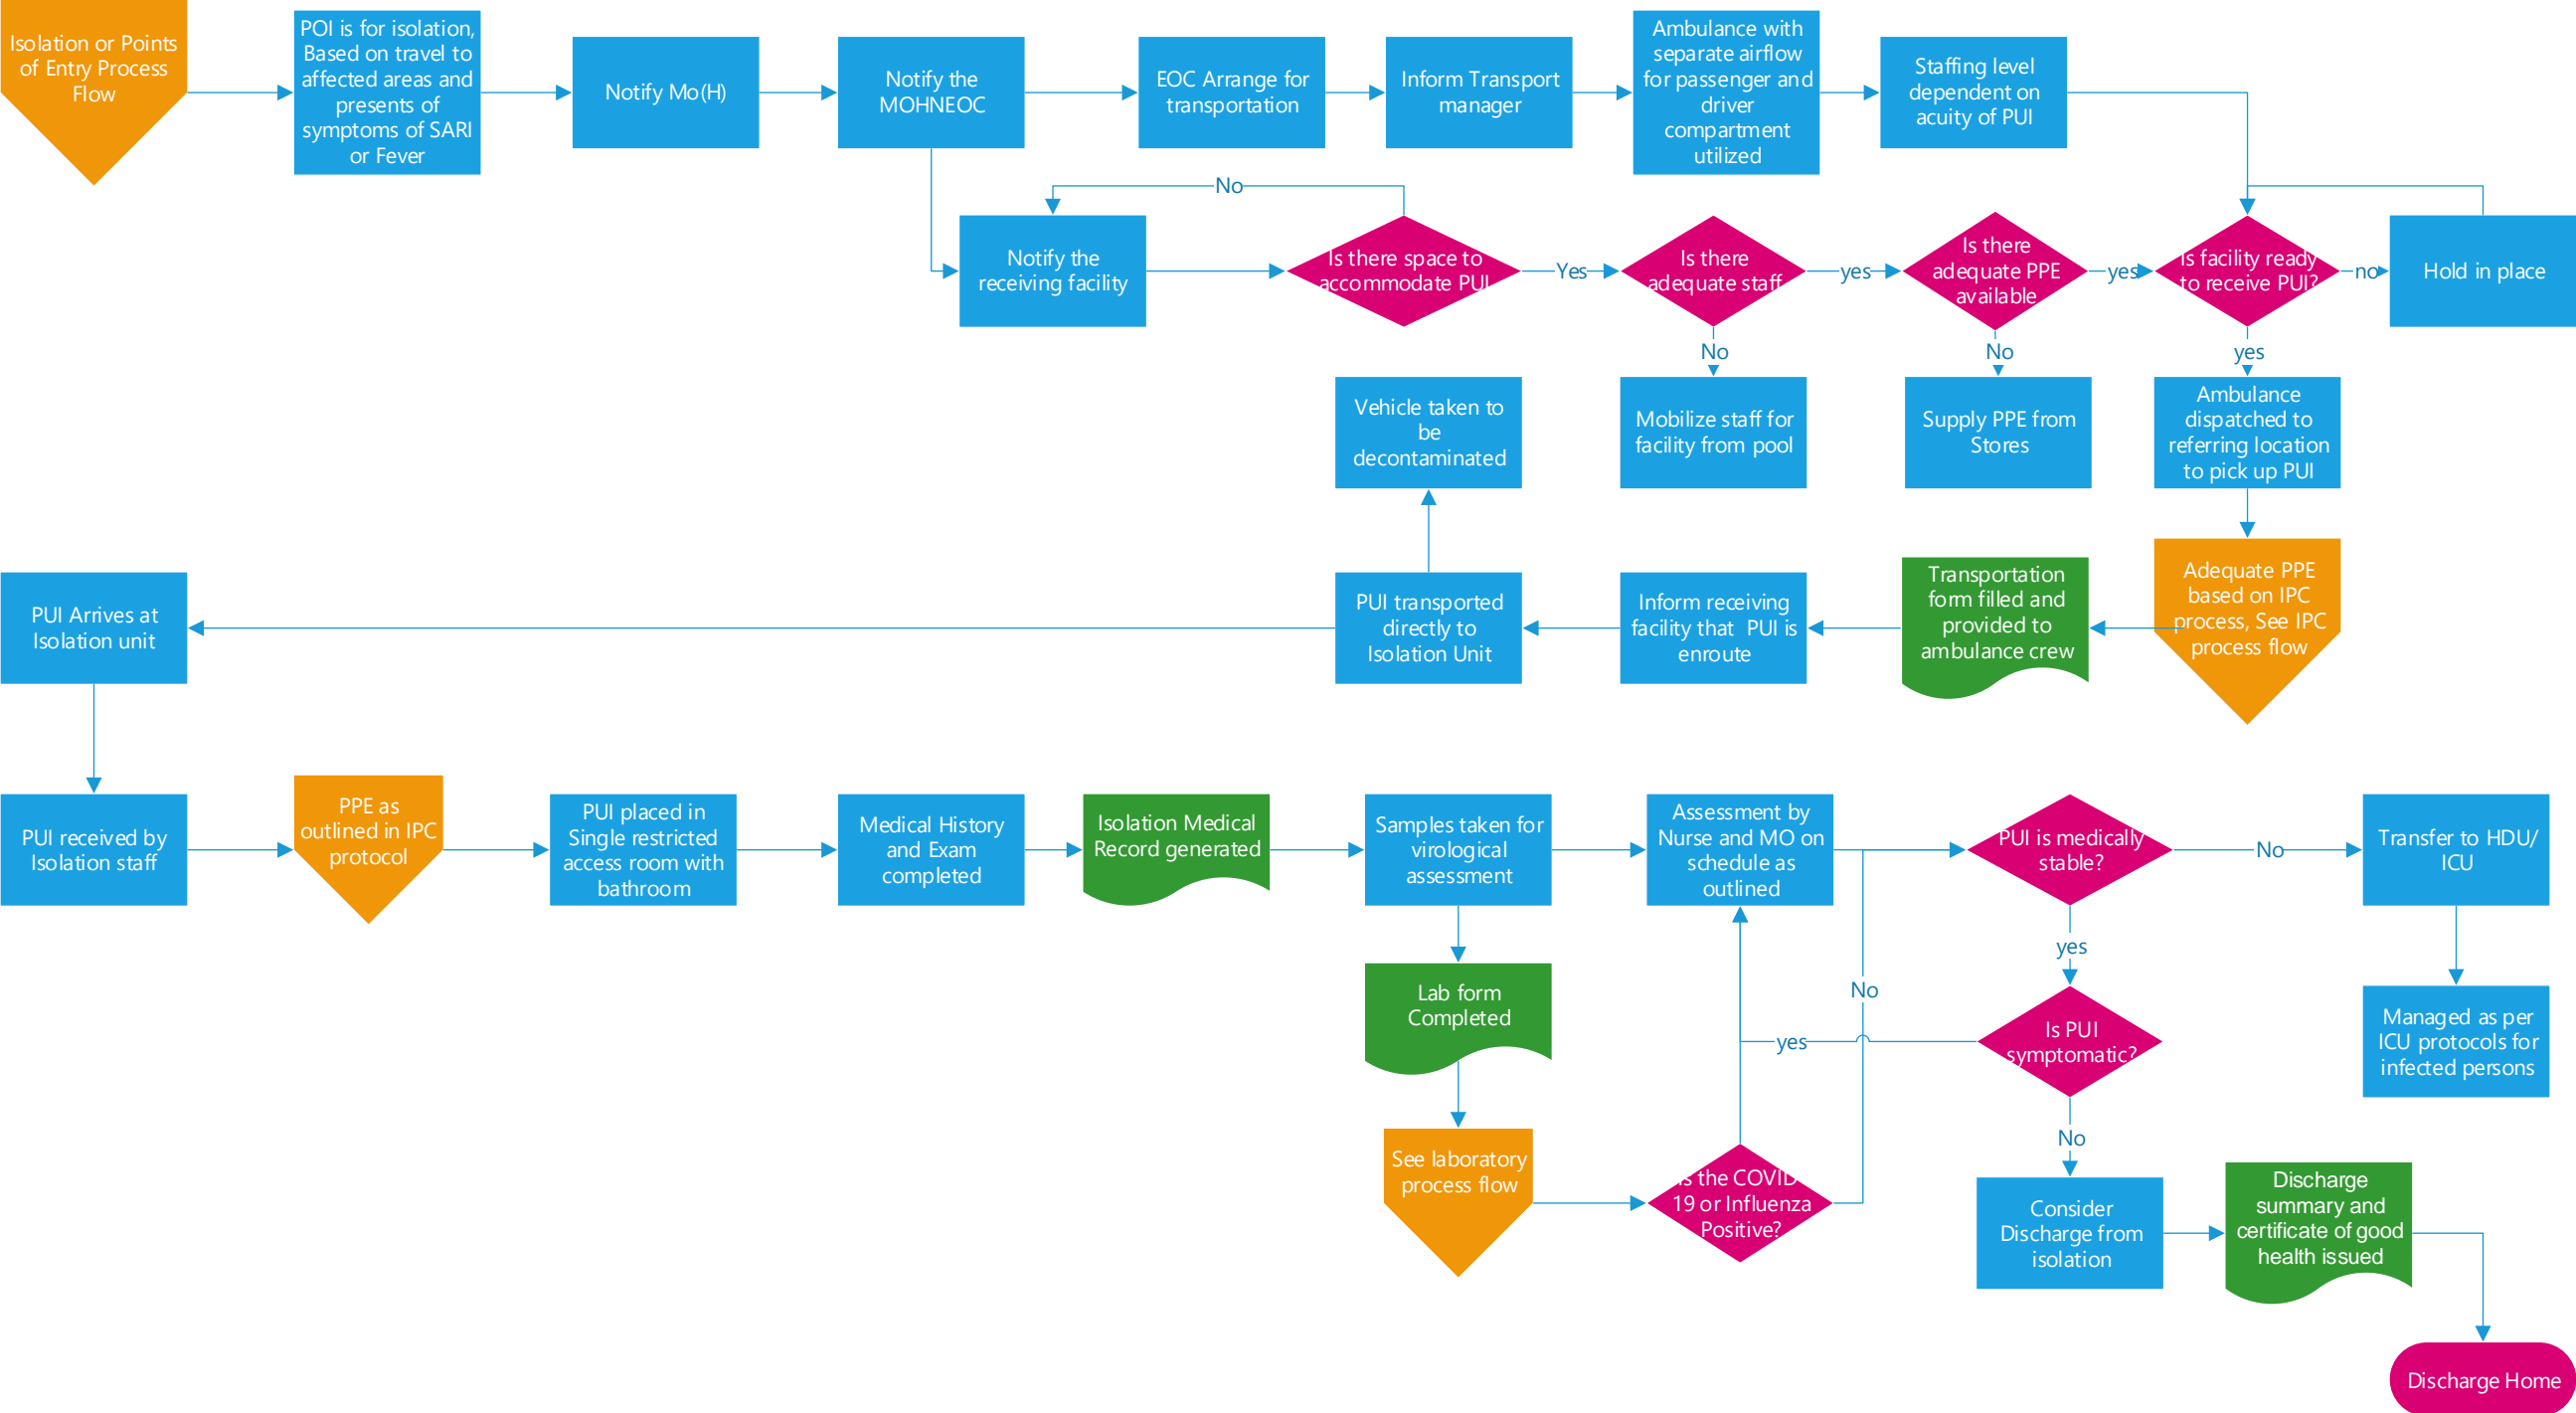 Isolation or Points
of Entry Process
Flow
POI is for isolation,
Based on travel to
affected areas and
presents of
symptoms of SARI
or Fever
Notify Mo(H)
Notify the
MOHNEOC
EOC Arrange for
transportation
Inform Transport
manager
Ambulance with
separate airflow
for passenger and
driver
compartment
utilized
Staffing level
dependent on
acuity of PUI
No
Notify the
receiving facility
Is there space to
accommodate PUI
Yes
Is there
adequate staff
yes
Is there
adequate PPE
available
yes
Is facility ready
to receive PUI?
no
Hold in place
No
No
yes
Vehicle taken to
be
decontaminated
Mobilize staff for
facility from pool
Supply PPE from
Stores
Ambulance
dispatched to
referring location
to pick up PUI
PUI Arrives at
Isolation unit
PUI transported
directly to
Isolation Unit
Inform receiving
facility that PUI is
enroute
Transportation
form filled and
provided to
ambulance crew
Adequate PPE
based on IPC
process, See IPC
process flow
PUI received by
Isolation staff
PPE as
outlined in IPC
protocol
PUI placed in
Single restricted
access room with
bathroom
Medical History
and Exam
completed
Isolation Medical
Record generated
Samples taken for
virological
assessment
Assessment by
Nurse and MO on
schedule as
outlined
PUI is medically
stable?
No
Transfer to HDU/
ICU
yes
Lab form
Completed
No
yes
Is PUI
symptomatic?
Managed as per
ICU protocols for
infected persons
No
See laboratory
process flow
Is the COVID
19 or Influenza
Positive?
Consider
Discharge from
isolation
Discharge
summary and
certificate of good
health issued
Discharge Home